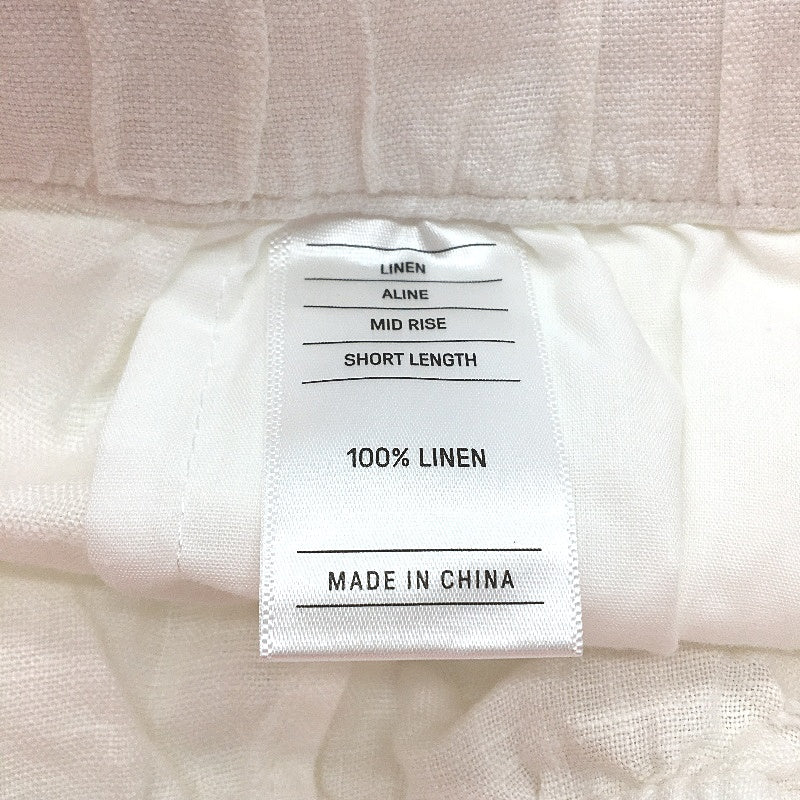 LINEN
ALINE
MID RISE
SHORT LENGTH
100% LINEN
MADE IN CHINA